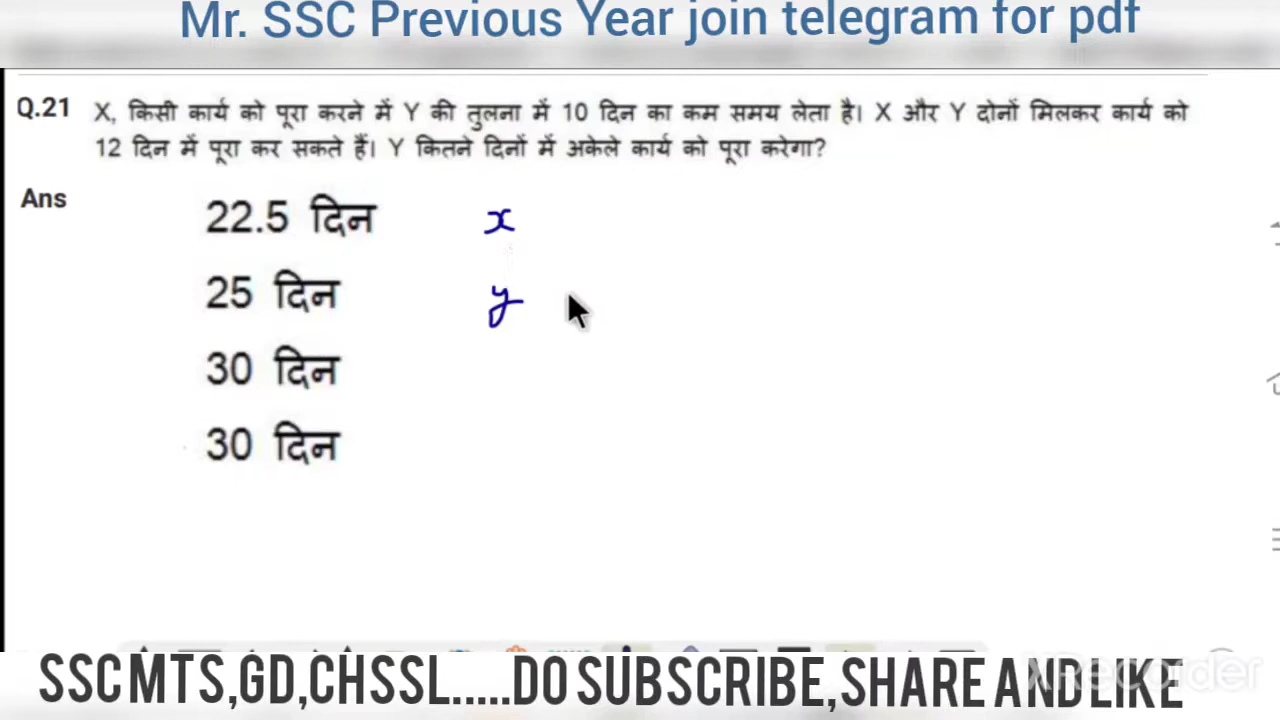 Mr. SSC Previous Year join telegram for pdf
Q.21 X, किसी कार्य को पूरा करने में Y की तुलना में 10 दिन का कम समय लेता है। X और Y दोनों मिलकर कार्य को
12 दिन में पूरा कर सकते हैं। Y कितने दिनों में अकेले कार्य को पूरा करेगा?
Ans
22.5 दिन x
25 दिन y
30 दिन
30 दिन
SSC MTS,GD,CHSSL.....DO SUBSCRIBE,SHARE AND LIKE
XRecorder